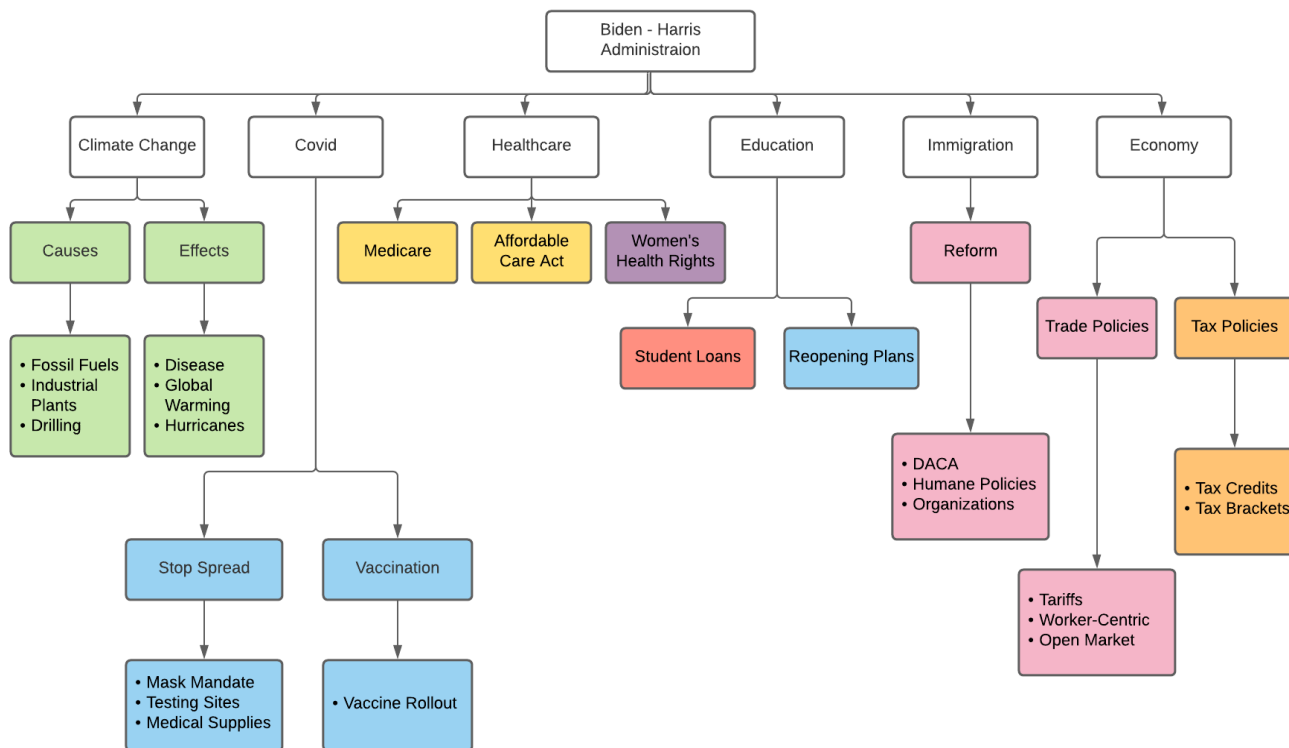 Biden - Harris
Administraion
Climate Change
Covid
Healthcare
Education
Immigration
Economy
Causes
Effects
Medicare
Affordable
Care Act
Women's
Health Rights
Reform
Trade Policies
Tax Policies
Student Loans
Reopening Plans
• Fossil Fuels
• Industrial
Plants
• Drilling
• Disease
• Global
Warming
• Hurricanes
• DACA
• Humane Policies
• Organizations
• Tax Credits
• Tax Brackets
Stop Spread
Vaccination
• Tariffs
• Worker-Centric
• Open Market
• Mask Mandate
• Testing Sites
• Medical Supplies
• Vaccine Rollout